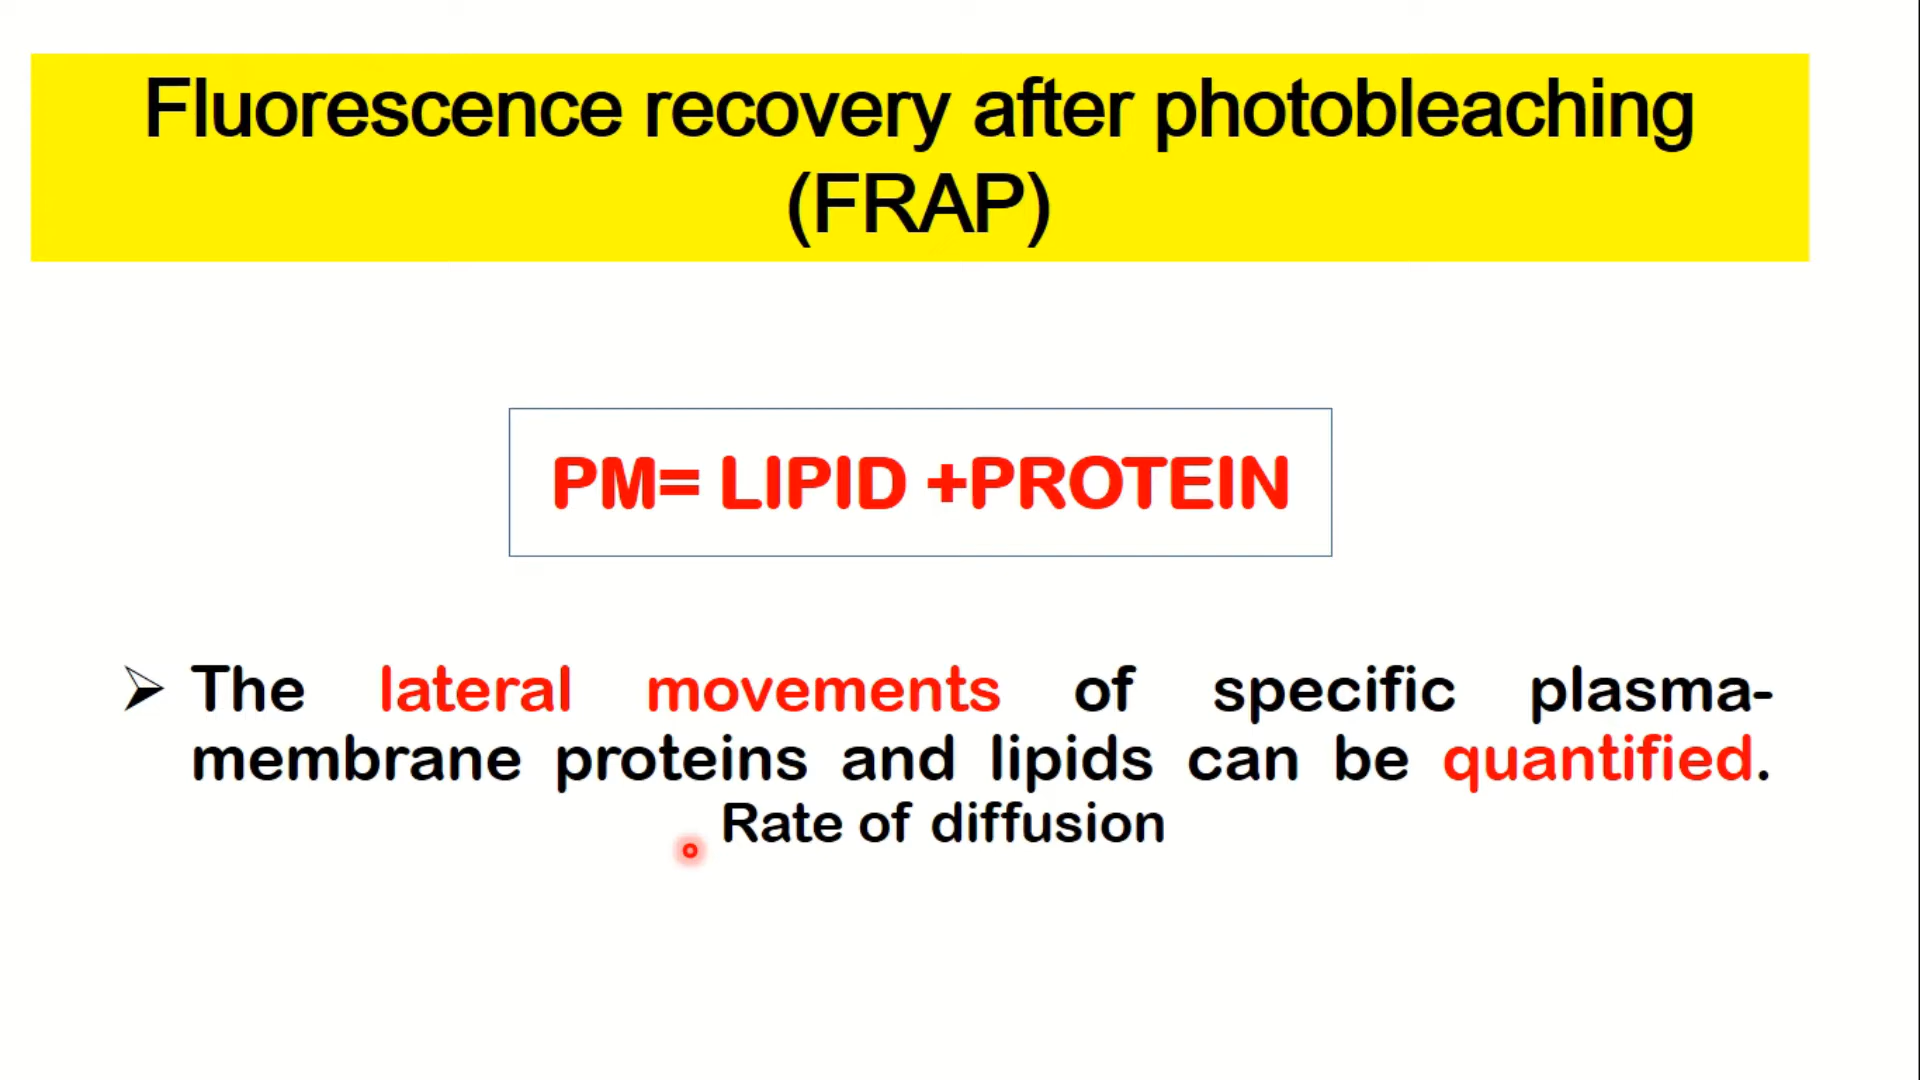 Fluorescence recovery after photobleaching
(FRAP)
PM= LIPID +PROTEIN
The lateral movements of specific plasma-
membrane proteins and lipids can be quantified.
Rate of diffusion